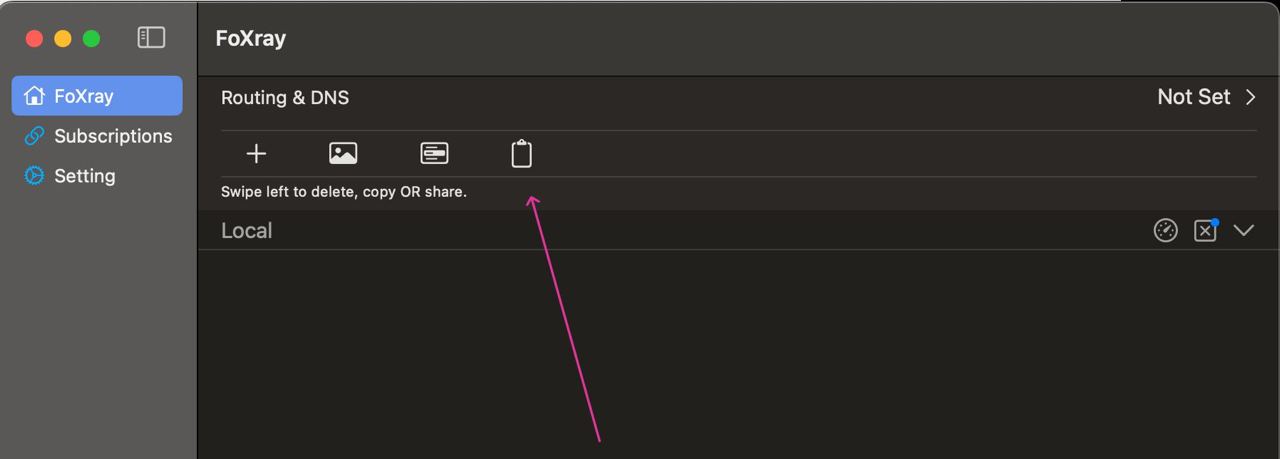 FoXray
FoXray
Subscriptions
Setting
Routing & DNS
Not Set
Swipe left to delete, copy OR share.
Local